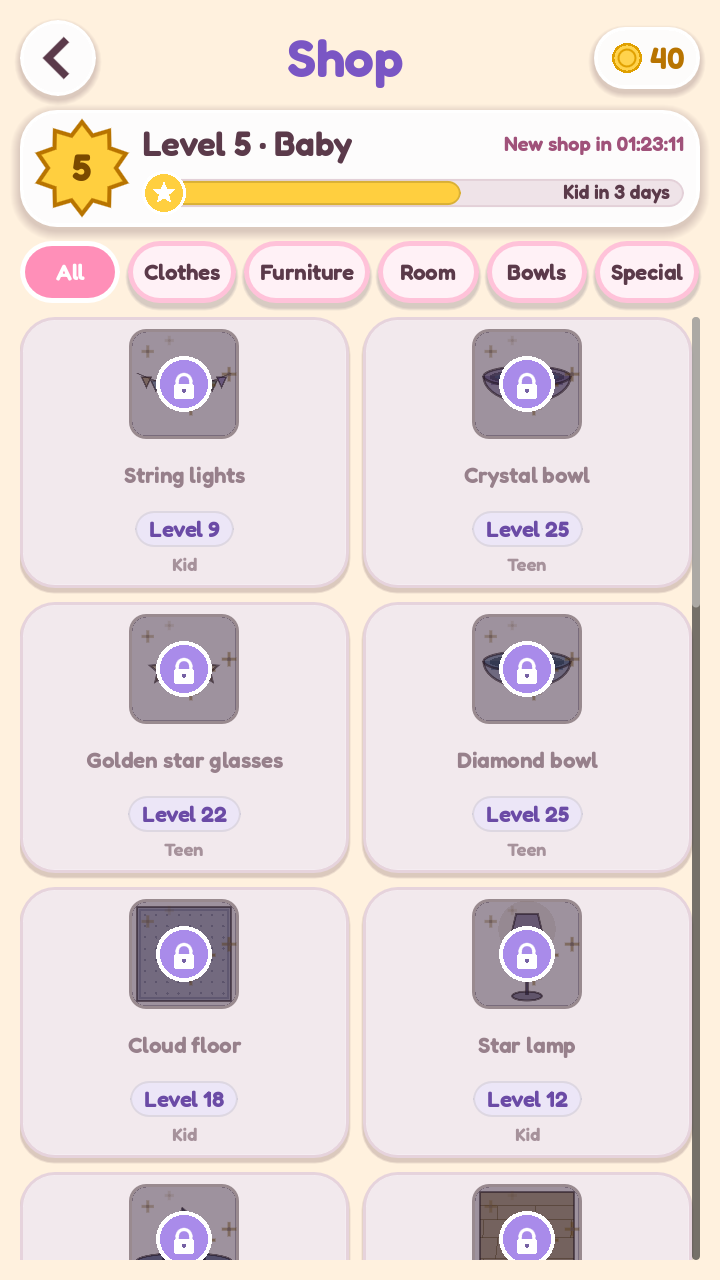 Shop
40
5
Level 5 · Baby
New shop in 01:23:11
Kid in 3 days
All
Clothes
Furniture
Room
Bowls
Special
String lights
Level 9
Kid
Crystal bowl
Level 25
Teen
Golden star glasses
Level 22
Teen
Diamond bowl
Level 25
Teen
Cloud floor
Level 18
Kid
Star lamp
Level 12
Kid